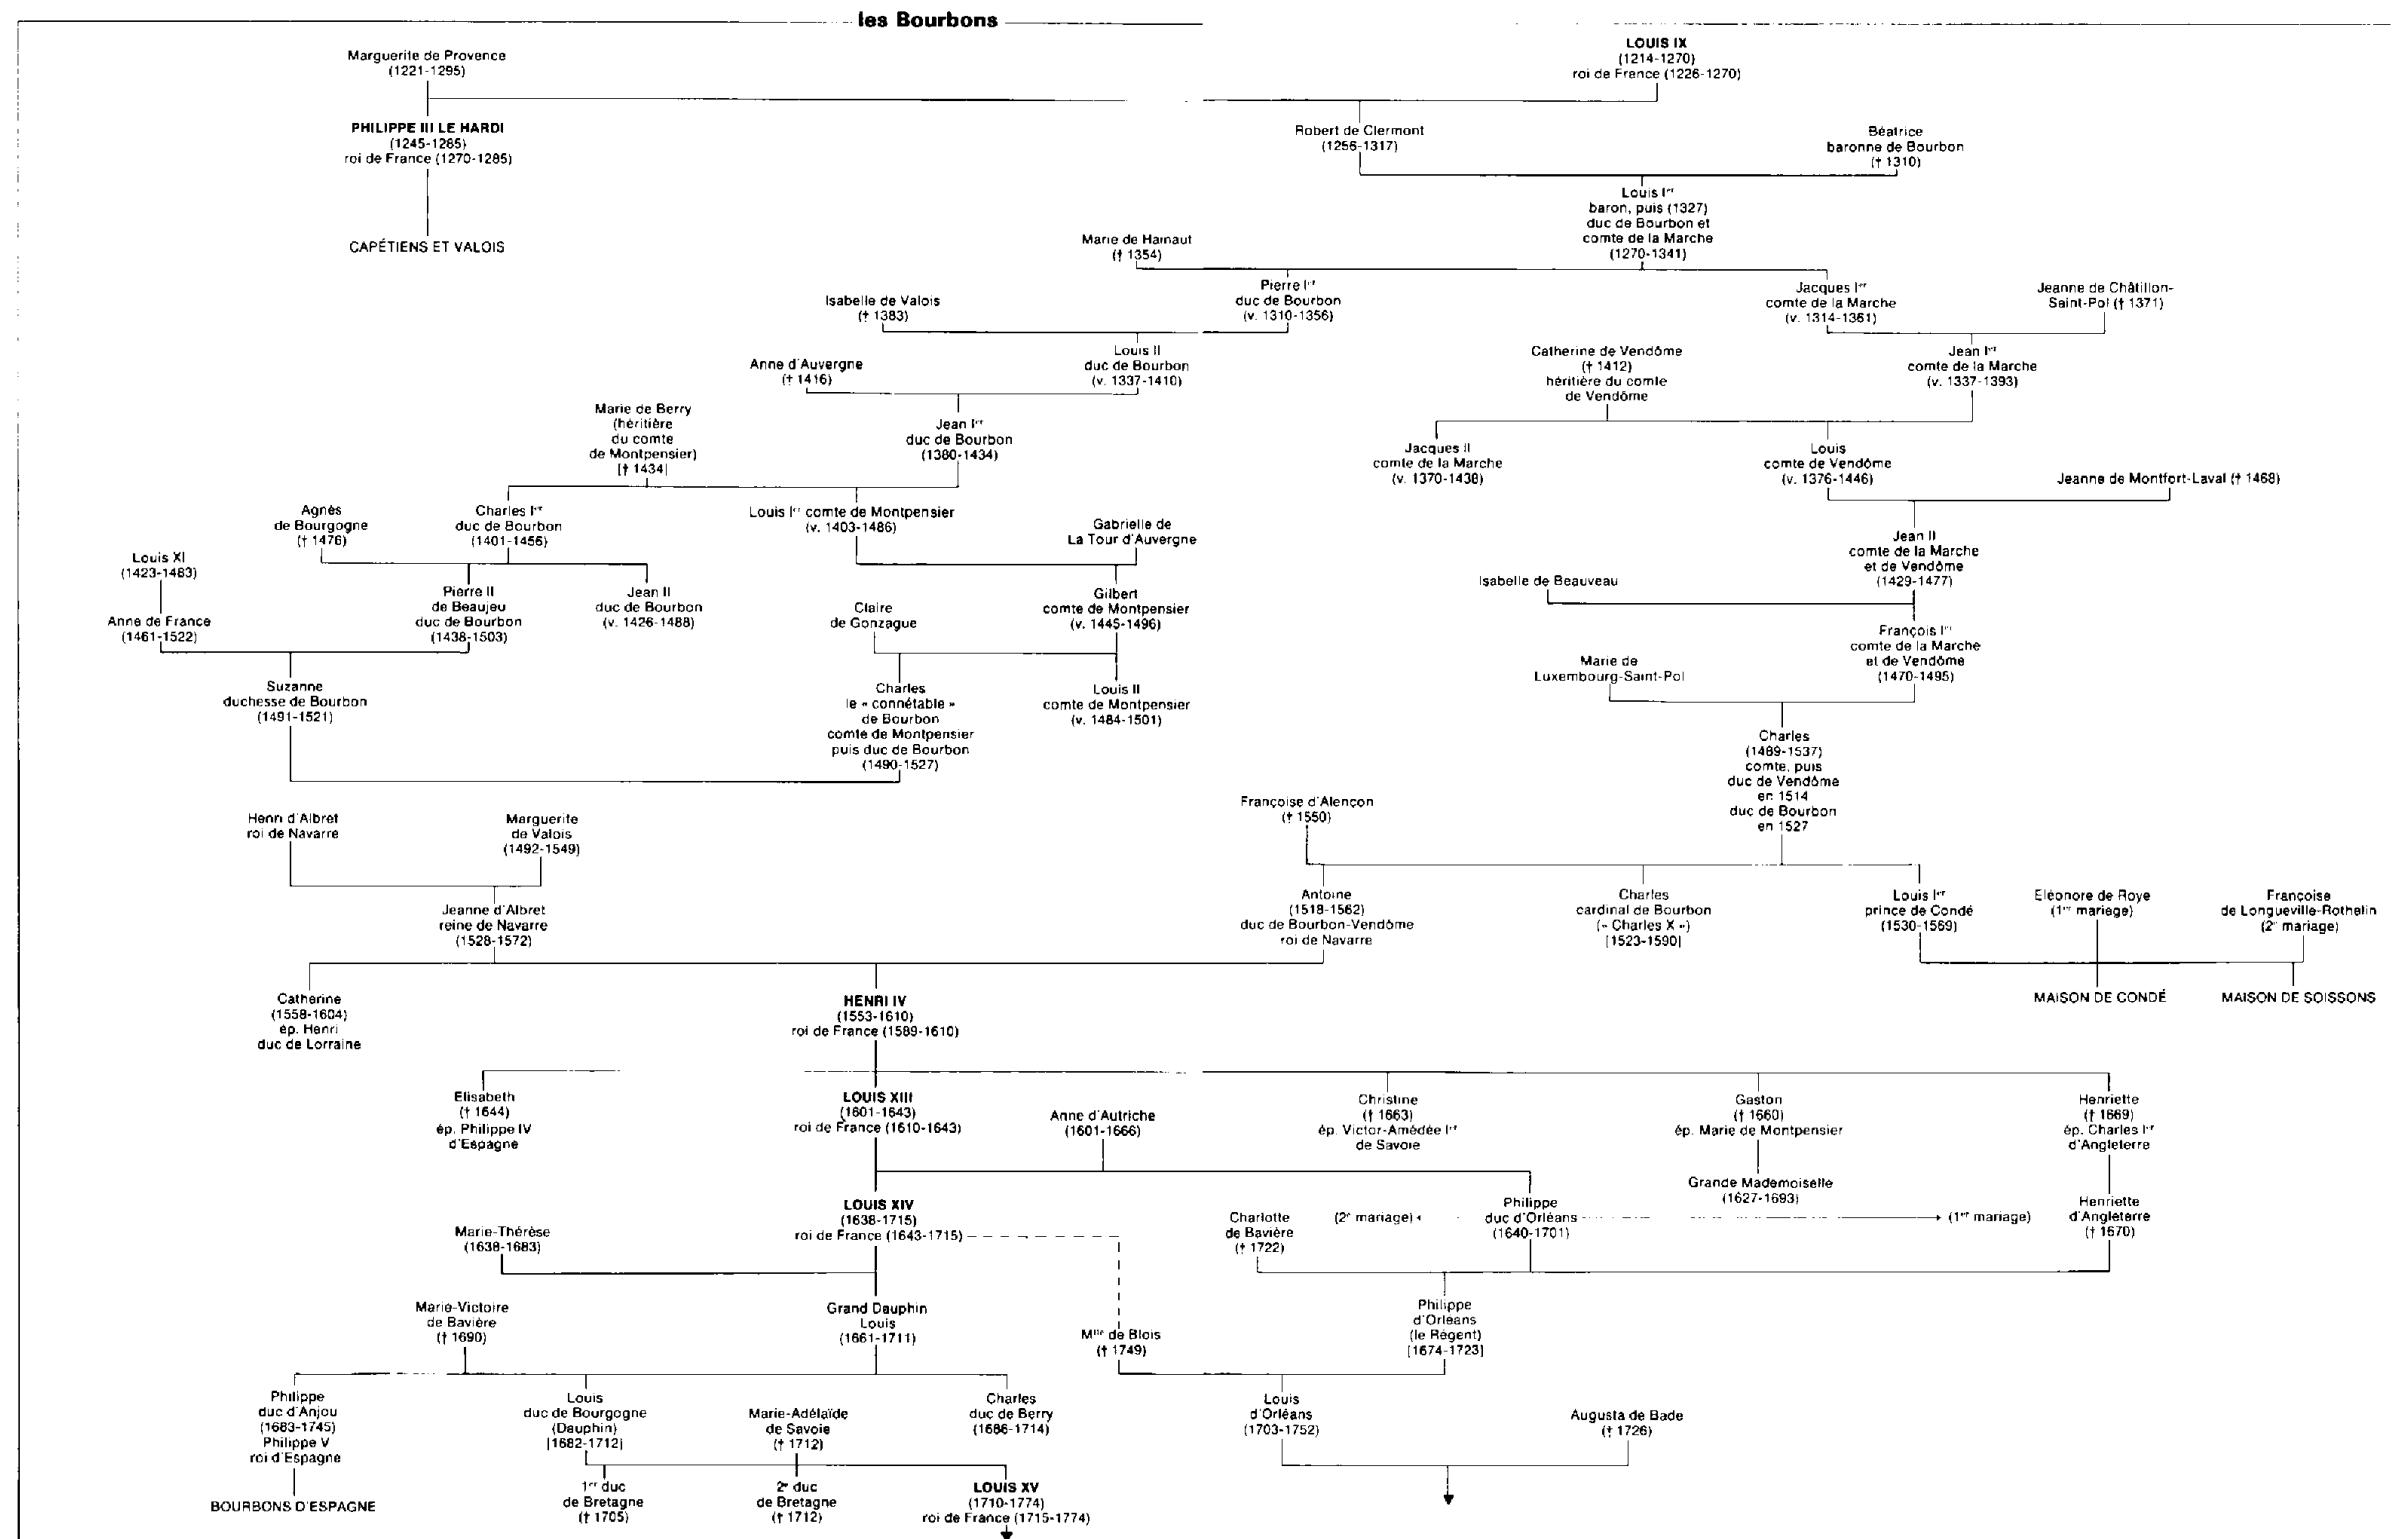 les Bourbons
Marguerite de Provence
(1221-1295)
LOUIS IX
(1214-1270)
roi de France (1226-1270)
PHILIPPE III LE HARDI
(1245-1285)
roi de France (1270-1285)
Robert de Clermont
(1256-1317)
Béatrice
baronne de Bourbon
(† 1310)
CAPÉTIENS ET VALOIS
Louis Iᵉʳ
baron, puis (1327)
duc de Bourbon et
comte de la Marche
(1270-1341)
Marie de Hainaut
(† 1354)
Isabelle de Valois
(† 1383)
Pierre Iᵉʳ
duc de Bourbon
(v. 1310-1356)
Jacques Iᵉʳ
comte de la Marche
(v. 1314-1361)
Jeanne de Châtillon-
Saint-Pol († 1371)
Anne d'Auvergne
(† 1416)
Louis II
duc de Bourbon
(v. 1337-1410)
Catherine de Vendôme
(† 1412)
héritière du comte
de Vendôme
Jean Iᵉʳ
comte de la Marche
(v. 1337-1393)
Marie de Berry
(héritière
du comte
de Montpensier)
[† 1434]
Jean Iᵉʳ
duc de Bourbon
(1380-1434)
Jacques II
comte de la Marche
(v. 1370-1438)
Louis
comte de Vendôme
(v. 1376-1446)
Jeanne de Montfort-Laval († 1468)
Agnès
de Bourgogne
(† 1476)
Charles Iᵉʳ
duc de Bourbon
(1401-1456)
Louis Iᵉʳ comte de Montpensier
(v. 1403-1486)
Gabrielle de
La Tour d'Auvergne
Jean II
comte de la Marche
et de Vendôme
(1429-1477)
Louis XI
(1423-1483)
Isabelle de Beauveau
Anne de France
(1461-1522)
Pierre II
de Beaujeu
duc de Bourbon
(1438-1503)
Jean II
duc de Bourbon
(v. 1426-1488)
Claire
de Gonzague
Gilbert
comte de Montpensier
(v. 1445-1496)
François Iᵉʳ
comte de la Marche
et de Vendôme
(1470-1495)
Marie de
Luxembourg-Saint-Pol
Suzanne
duchesse de Bourbon
(1491-1521)
Charles
le « connétable »
de Bourbon
comte de Montpensier
puis duc de Bourbon
(1490-1527)
Louis II
comte de Montpensier
(v. 1484-1501)
Charles
(1489-1537)
comte, puis
duc de Vendôme
en 1514
duc de Bourbon
en 1527
Henri d'Albret
roi de Navarre
Marguerite
de Valois
(1492-1549)
Françoise d'Alençon
(† 1550)
Jeanne d'Albret
reine de Navarre
(1528-1572)
Antoine
(1518-1562)
duc de Bourbon-Vendôme
roi de Navarre
Charles
cardinal de Bourbon
(« Charles X »)
[1523-1590]
Louis Iᵉʳ
prince de Condé
(1530-1569)
Eléonore de Roye
(1ᵉʳ mariage)
Françoise
de Longueville-Rothelin
(2ᵉ mariage)
Catherine
(1558-1604)
ép. Henri
duc de Lorraine
HENRI IV
(1553-1610)
roi de France (1589-1610)
MAISON DE CONDÉ
MAISON DE SOISSONS
Elisabeth
(† 1644)
ép. Philippe IV
d'Espagne
LOUIS XIII
(1601-1643)
roi de France (1610-1643)
Anne d'Autriche
(1601-1666)
Christine
(† 1663)
ép. Victor-Amédée Iᵉʳ
de Savoie
Gaston
(† 1660)
ép. Marie de Montpensier
Henriette
(† 1669)
ép. Charles Iᵉʳ
d'Angleterre
Grande Mademoiselle
(1627-1693)
LOUIS XIV
(1638-1715)
roi de France (1643-1715)
Marie-Thérèse
(1638-1683)
Charlotte
de Bavière
(† 1722)
(2ᵉ mariage)
Philippe
duc d'Orléans
(1640-1701)
(1ᵉʳ mariage)
Henriette
d'Angleterre
(† 1670)
Marie-Victoire
de Bavière
(† 1690)
Grand Dauphin
Louis
(1661-1711)
Mˡˡᵉ de Blois
(† 1749)
Philippe
d'Orléans
(le Régent)
[1674-1723]
Philippe
duc d'Anjou
(1683-1745)
Philippe V
roi d'Espagne
Louis
duc de Bourgogne
(Dauphin)
[1682-1712]
Marie-Adélaïde
de Savoie
(† 1712)
Charles
duc de Berry
(1686-1714)
Louis
d'Orléans
(1703-1752)
Augusta de Bade
(† 1726)
BOURBONS D'ESPAGNE
1ᵉʳ duc
de Bretagne
(† 1705)
2ᵉ duc
de Bretagne
(† 1712)
LOUIS XV
(1710-1774)
roi de France (1715-1774)